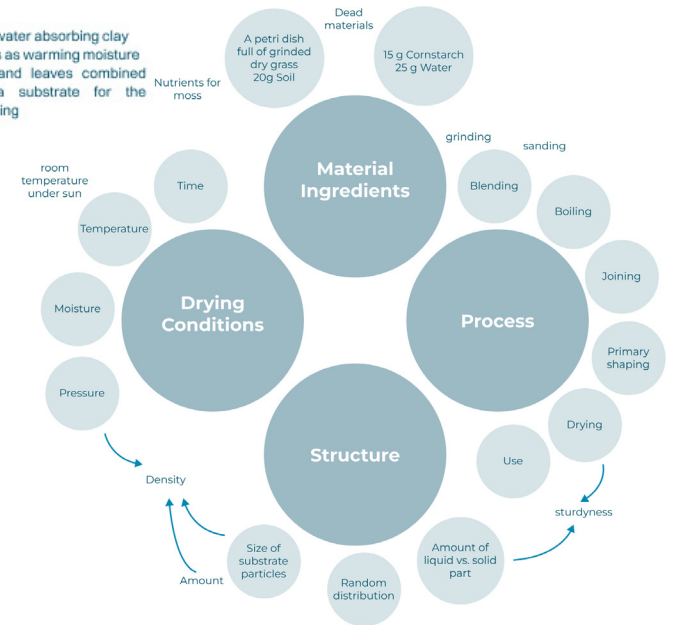 water absorbing clay
s as warming moisture
and leaves combined
a substrate for the
ing
Dead
materials
A petri dish
full of grinded
dry grass
20g Soil
15 g Cornstarch
25 g Water
Nutrients for
moss
Material
Ingredients
grinding
sanding
room
temperature
under sun
Time
Blending
Temperature
Boiling
Moisture
Drying
Conditions
Process
Joining
Pressure
Primary
shaping
Structure
Drying
Use
Density
sturdyness
Size of
substrate
particles
Amount
Random
distribution
Amount of
liquid vs. solid
part